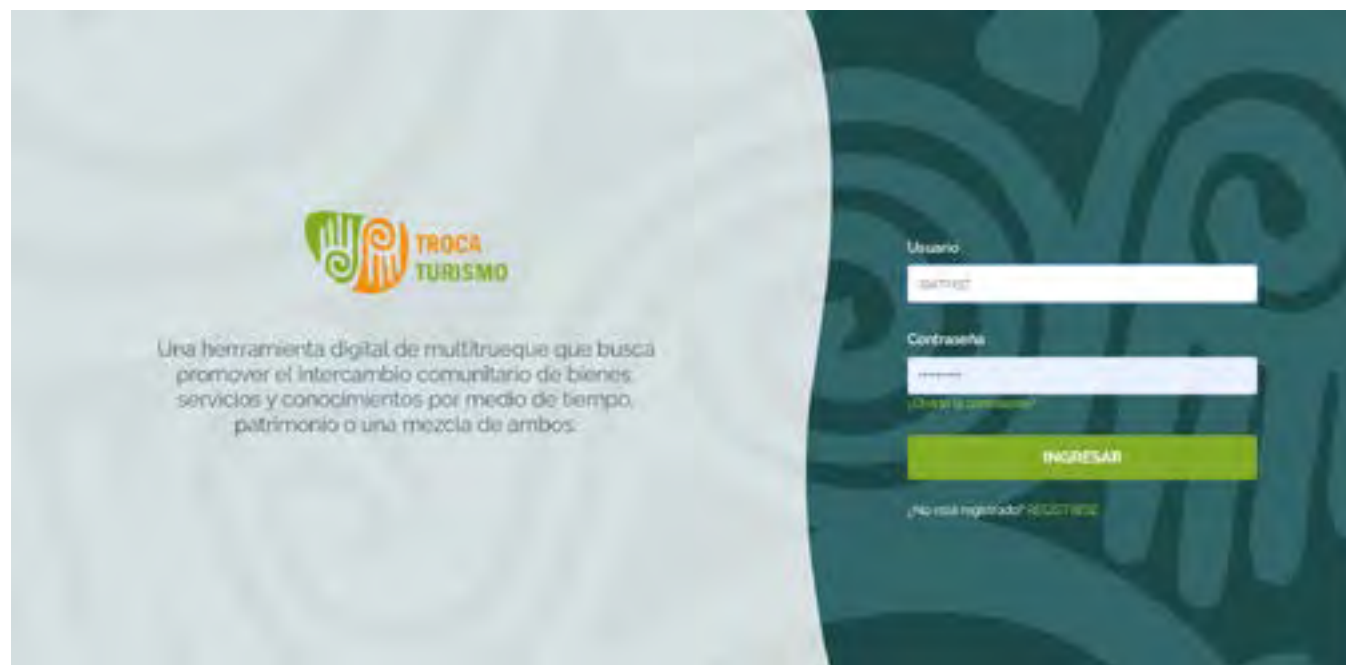 TROCA
TURISMO
Una herramienta digital de multitrueque que busca
promover el intercambio comunitario de bienes,
servicios y conocimientos por medio de tiempo,
patrimonio o una mezcla de ambos.
Usuario
Contraseña
INGRESAR
¿No está registrado? REGÍSTRESE